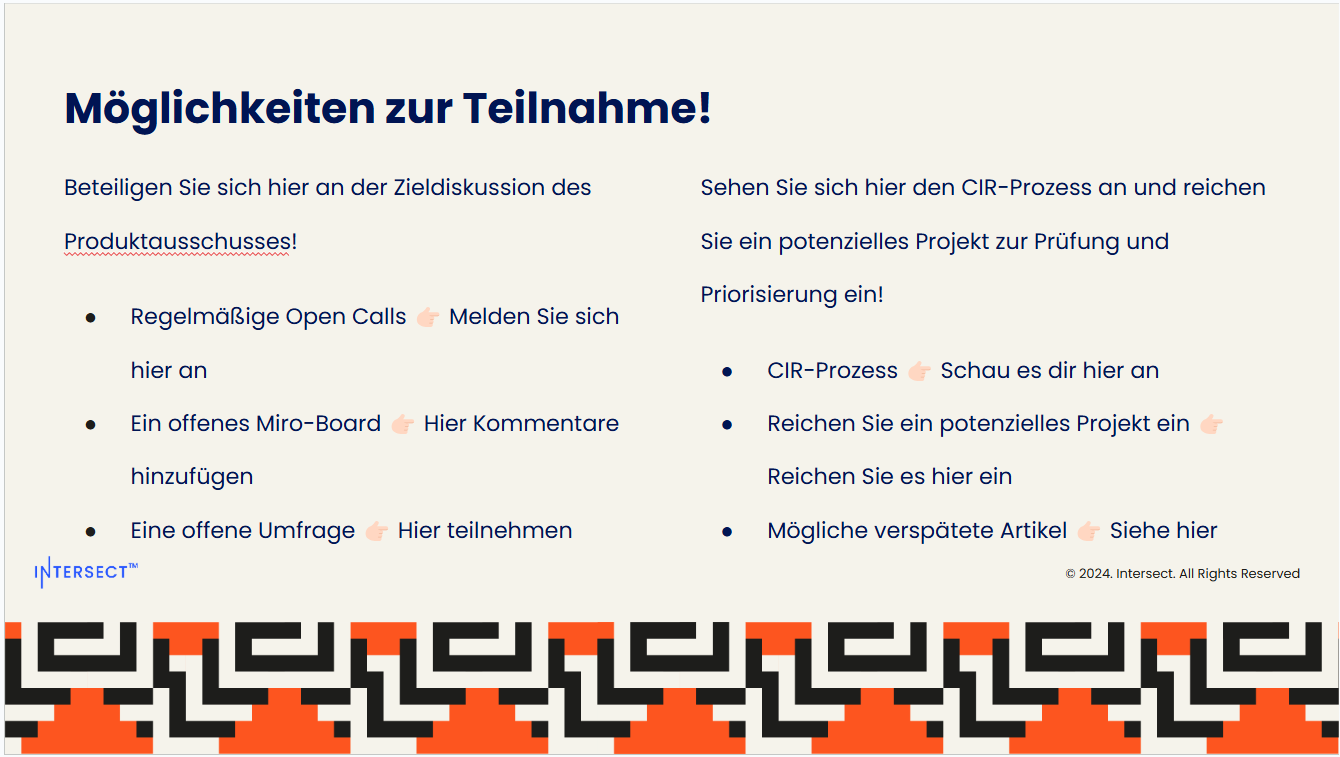 Möglichkeiten zur Teilnahme!
Beteiligen Sie sich hier an der Zieldiskussion des
Produktausschusses!
● Regelmäßige Open Calls 👉🏻 Melden Sie sich
hier an
● Ein offenes Miro-Board 👉🏻 Hier Kommentare
hinzufügen
● Eine offene Umfrage 👉🏻 Hier teilnehmen
Sehen Sie sich hier den CIR-Prozess an und reichen
Sie ein potenzielles Projekt zur Prüfung und
Priorisierung ein!
● CIR-Prozess 👉🏻 Schau es dir hier an
● Reichen Sie ein potenzielles Projekt ein 👉🏻
Reichen Sie es hier ein
● Mögliche verspätete Artikel 👉🏻 Siehe hier
INTERSECT™
© 2024. Intersect. All Rights Reserved